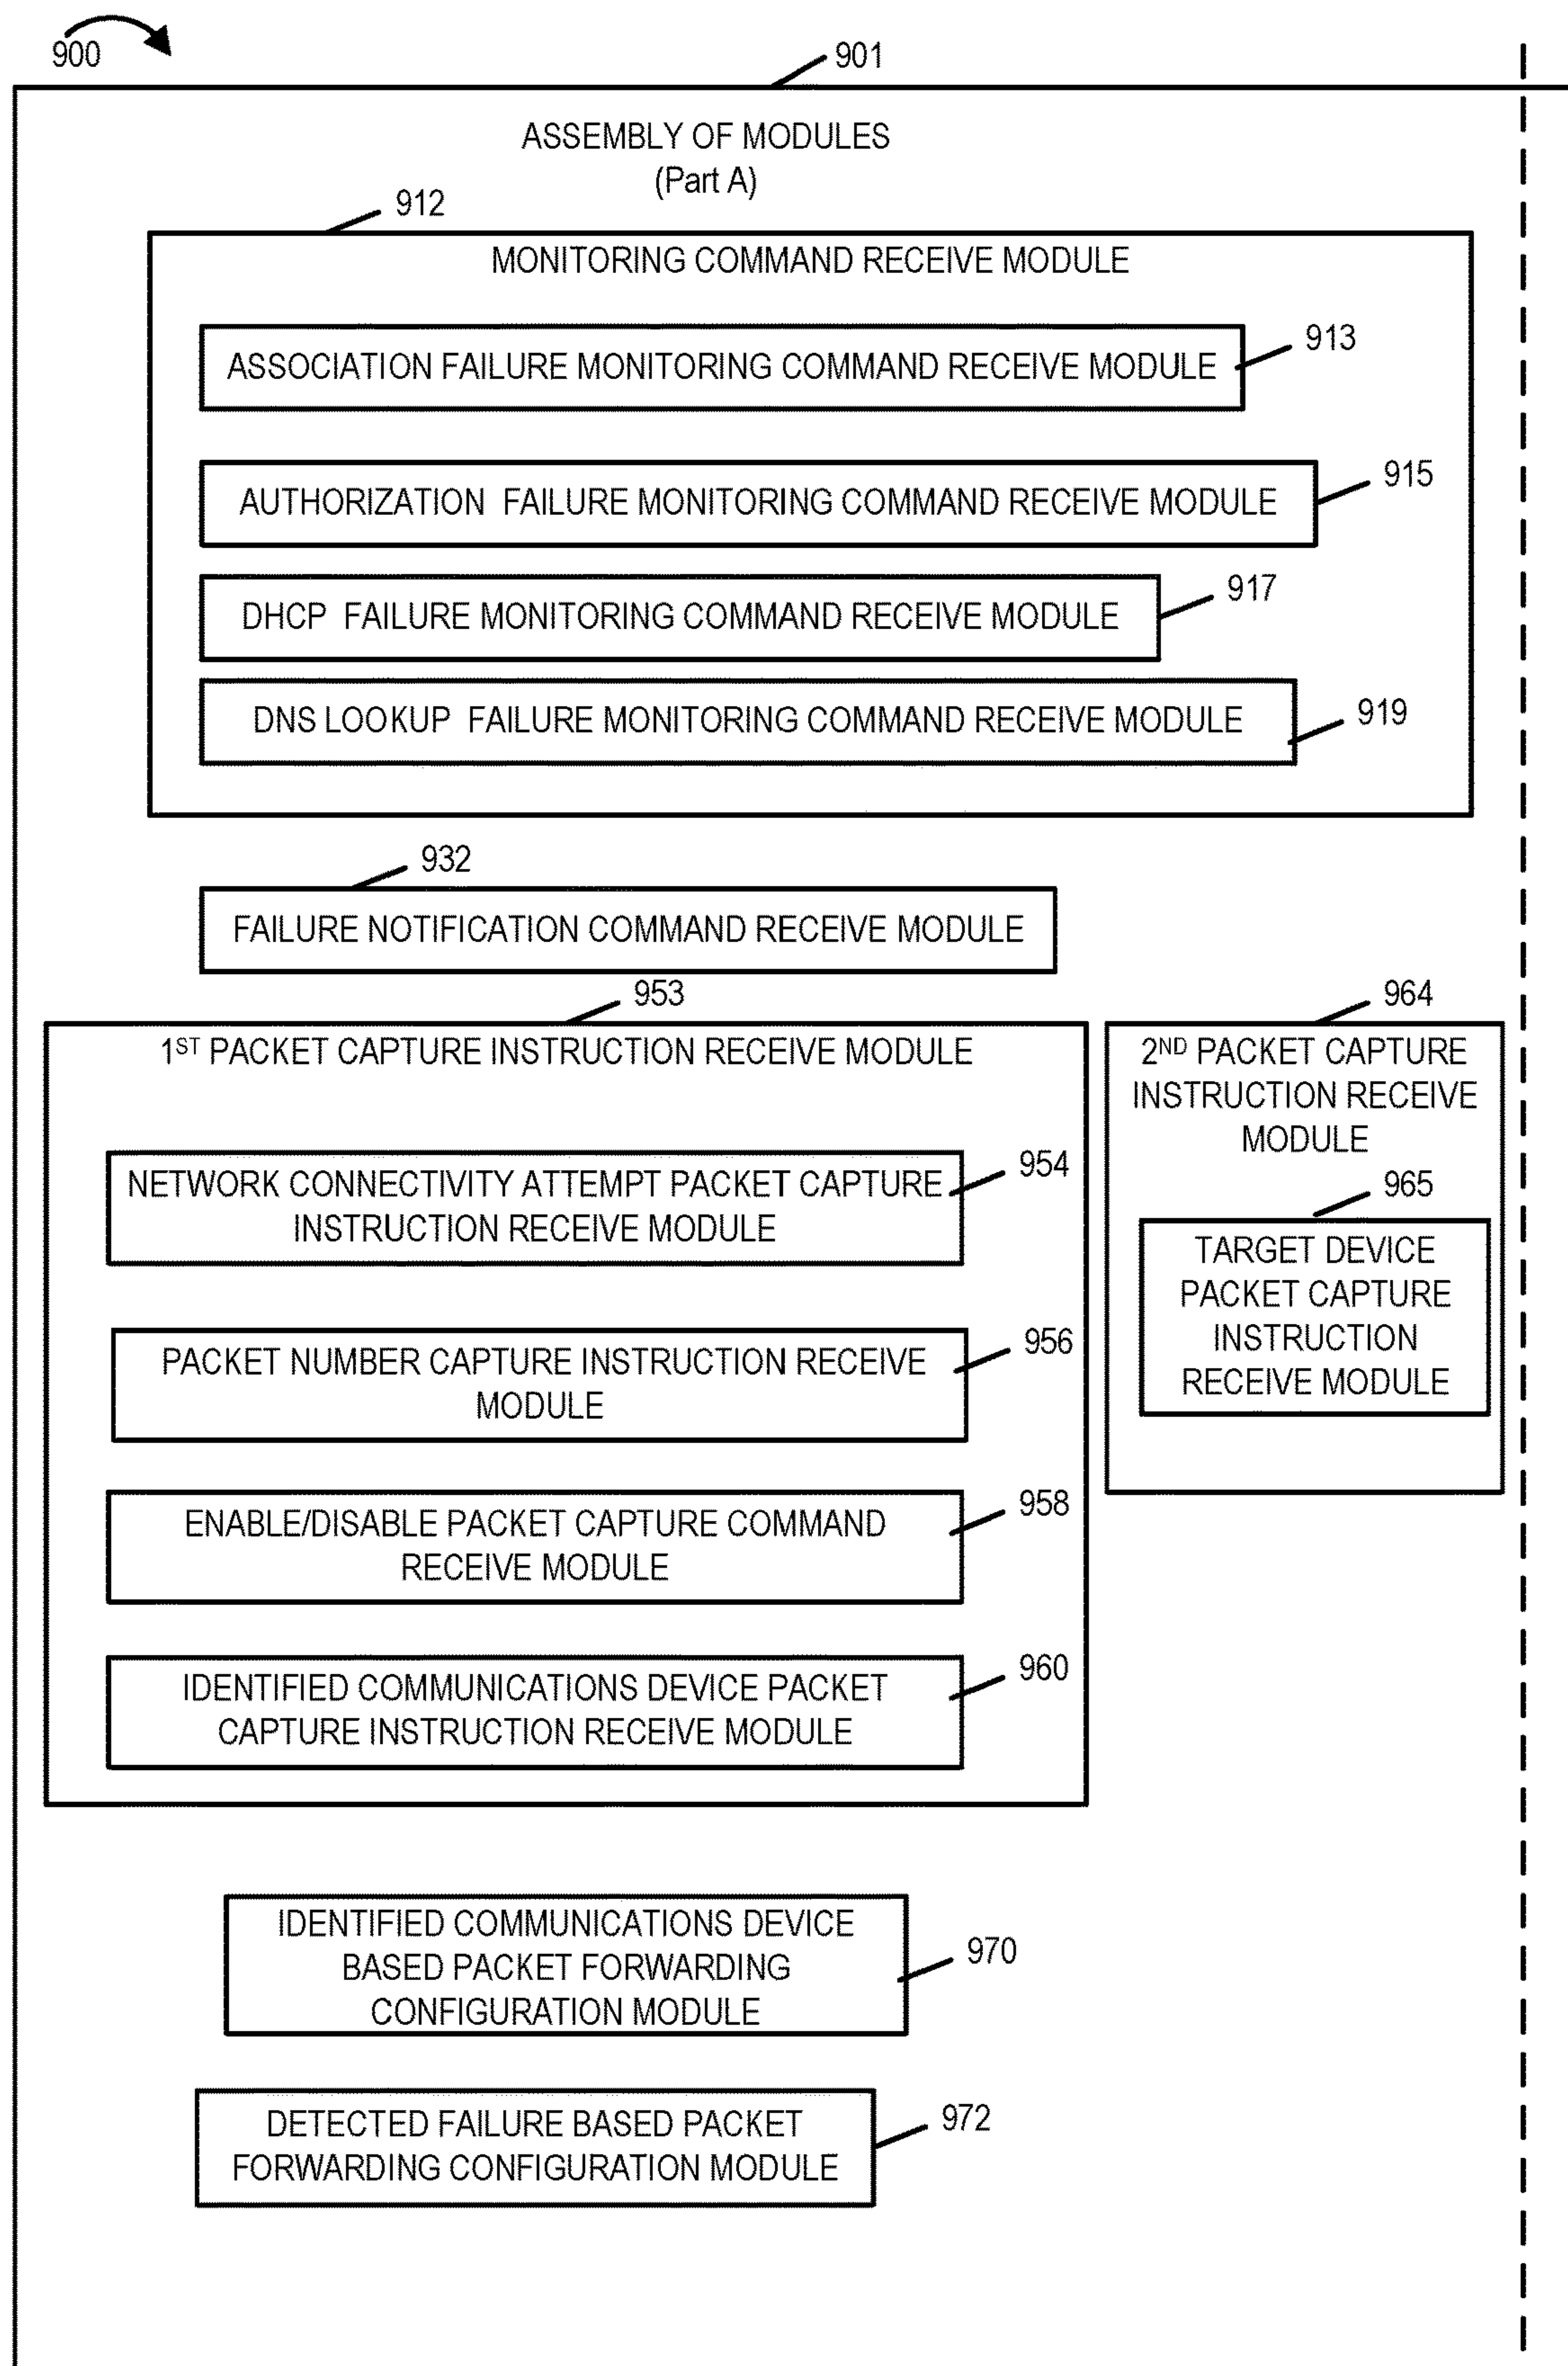 900
901
ASSEMBLY OF MODULES
(Part A)
912
MONITORING COMMAND RECEIVE MODULE
ASSOCIATION FAILURE MONITORING COMMAND RECEIVE MODULE
913
AUTHORIZATION FAILURE MONITORING COMMAND RECEIVE MODULE
915
DHCP FAILURE MONITORING COMMAND RECEIVE MODULE
917
DNS LOOKUP FAILURE MONITORING COMMAND RECEIVE MODULE
919
932
FAILURE NOTIFICATION COMMAND RECEIVE MODULE
953
1ST PACKET CAPTURE INSTRUCTION RECEIVE MODULE
NETWORK CONNECTIVITY ATTEMPT PACKET CAPTURE
INSTRUCTION RECEIVE MODULE
954
PACKET NUMBER CAPTURE INSTRUCTION RECEIVE
MODULE
956
ENABLE/DISABLE PACKET CAPTURE COMMAND
RECEIVE MODULE
958
IDENTIFIED COMMUNICATIONS DEVICE PACKET
CAPTURE INSTRUCTION RECEIVE MODULE
960
964
2ND PACKET CAPTURE
INSTRUCTION RECEIVE
MODULE
965
TARGET DEVICE
PACKET CAPTURE
INSTRUCTION
RECEIVE MODULE
IDENTIFIED COMMUNICATIONS DEVICE
BASED PACKET FORWARDING
CONFIGURATION MODULE
970
DETECTED FAILURE BASED PACKET
FORWARDING CONFIGURATION MODULE
972